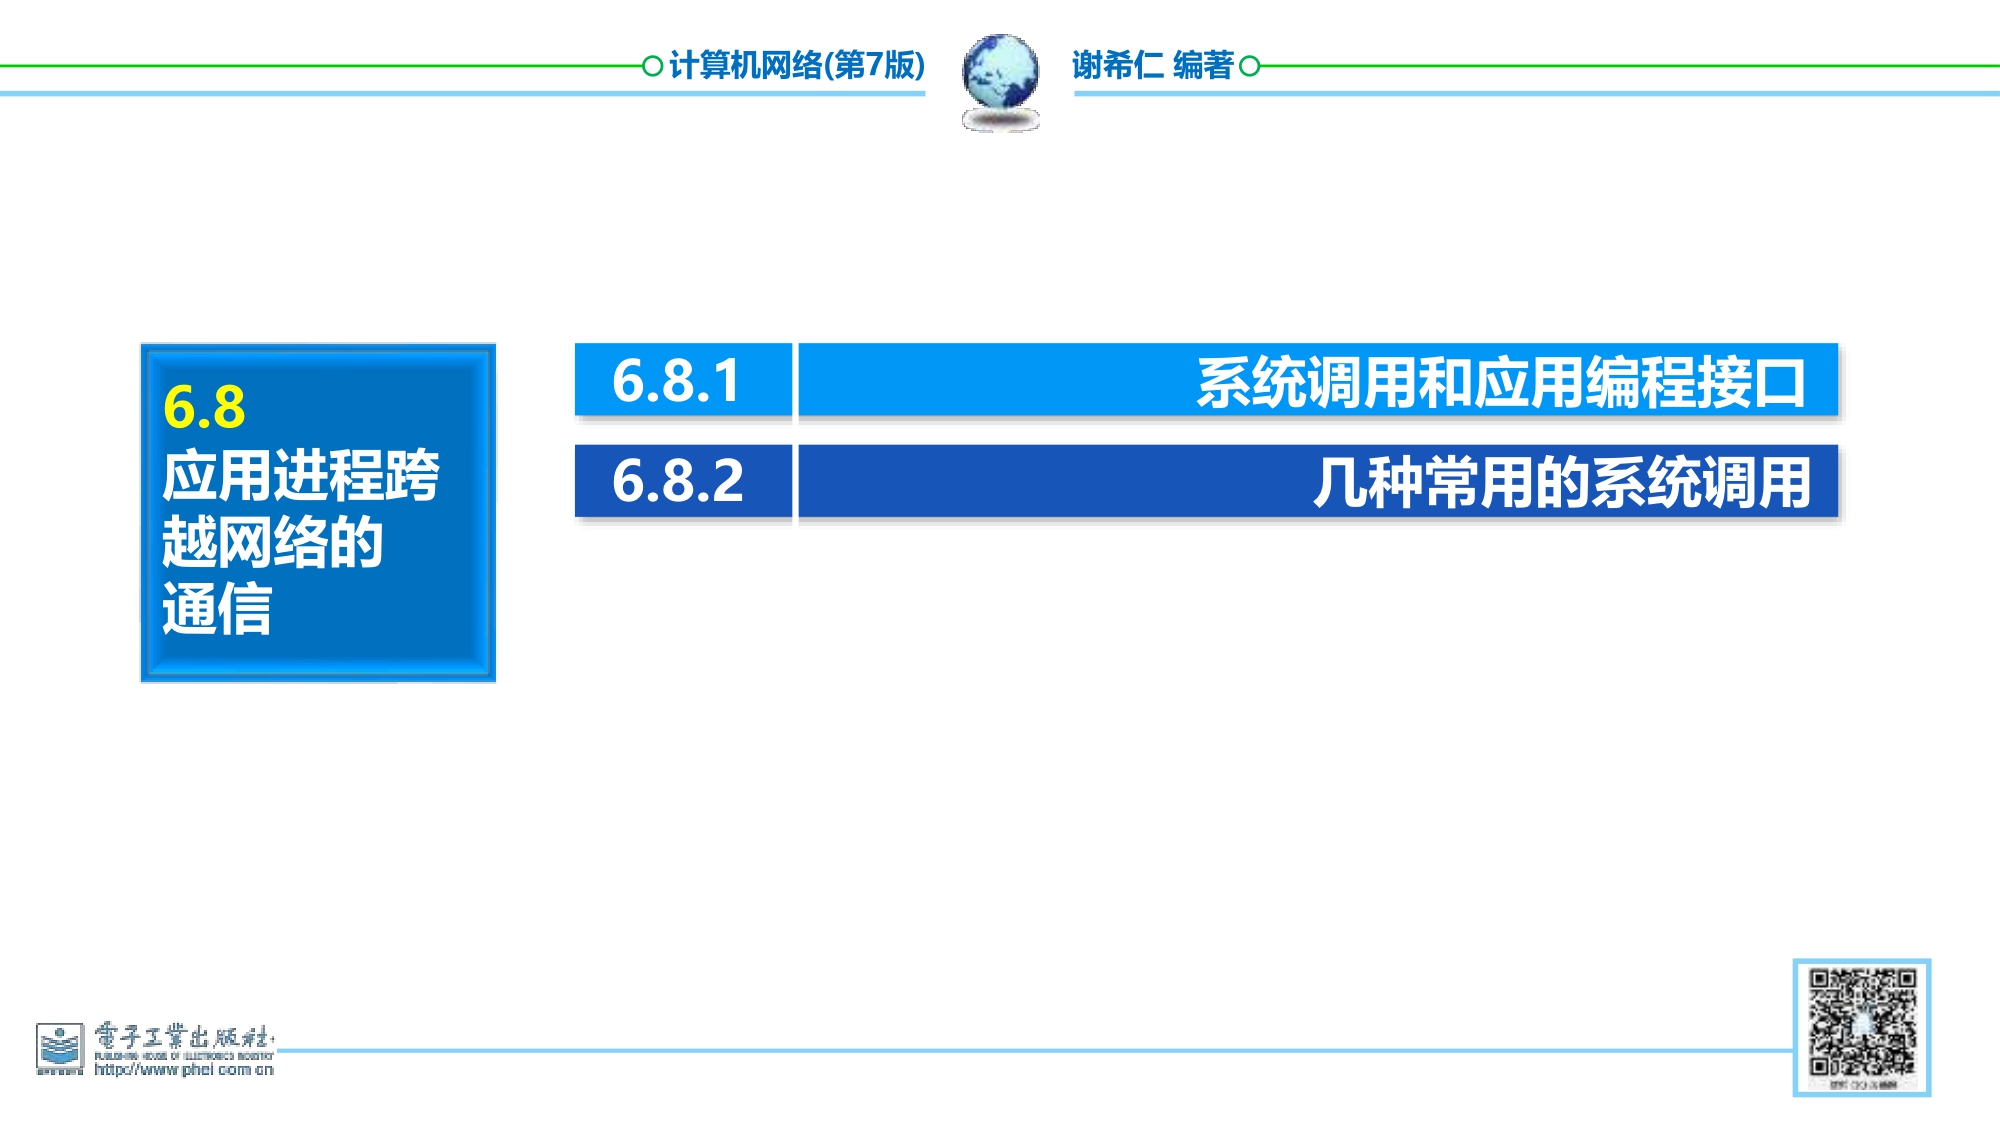 计算机网络(第7版)
谢希仁 编著
6.8
应用进程跨
越网络的
通信
6.8.1 系统调用和应用编程接口
6.8.2 几种常用的系统调用
電子工業出版社
PUBLISHING HOUSE OF ELECTRONICS INDUSTRY
http://www.phei.com.cn